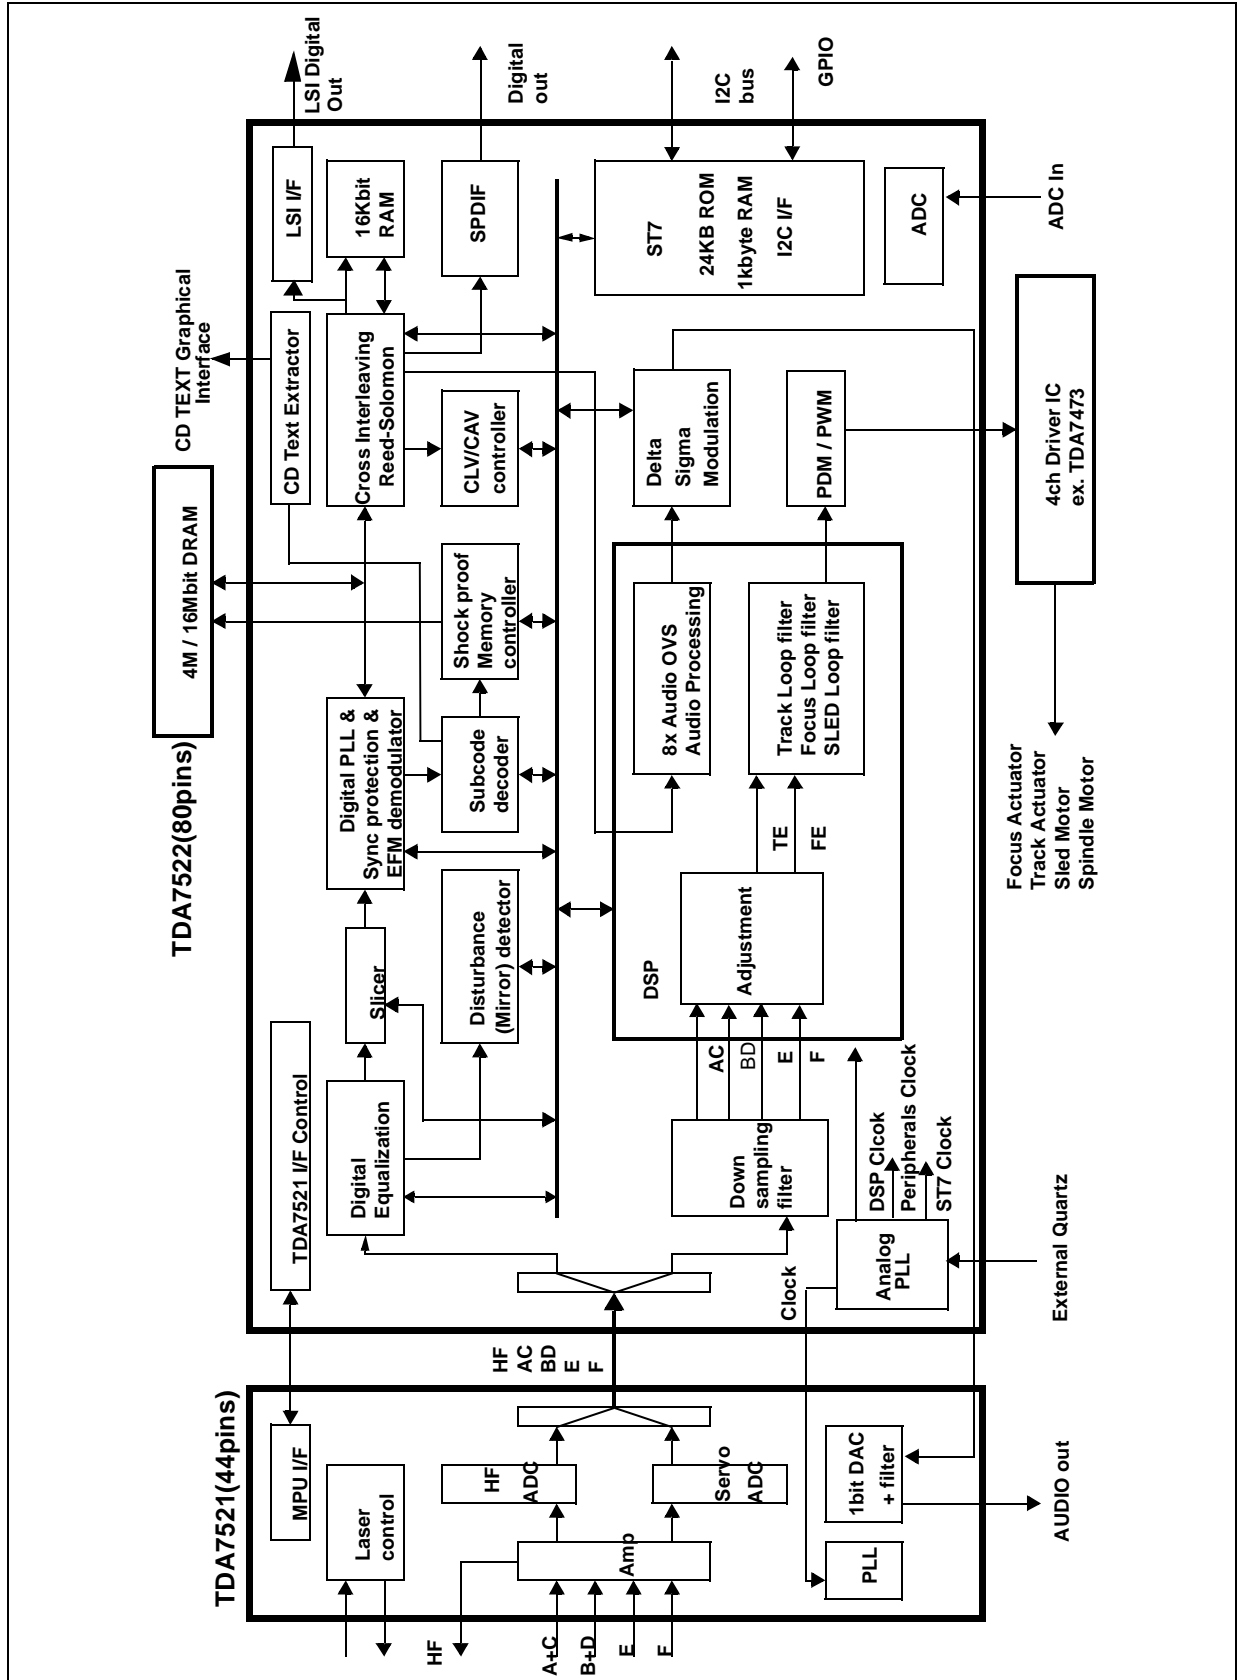 TDA7521(44pins)
TDA7522(80pins)
4M / 16Mbit DRAM
CD TEXT Graphical
Interface
LSI Digital
Out
Digital
out
I2C
bus
GPIO
MPU I/F
TDA7521 I/F Control
CD Text Extractor
LSI I/F
Laser
control
Digital
Equalization
Slicer
Digital PLL &
Sync protection &
EFM demodulator
Cross Interleaving
Reed-Solomon
16Kbit
RAM
HF
ADC
Disturbance
(Mirror) detector
Subcode
decoder
Shock proof
Memory
controller
CLV/CAV
controller
SPDIF
HF
AC
BD
E
F
HF
A+C
B+D
E
F
Amp
Servo
ADC
Down
sampling
filter
AC
BD
E
F
DSP
Adjustment
TE
FE
8x Audio OVS
Audio Processing
Track Loop filter
Focus Loop filter
SLED Loop filter
Delta
Sigma
Modulation
PDM / PWM
ST7
24KB ROM
1kbyte RAM
I2C I/F
ADC
PLL
1bit DAC
+ filter
Clock
Analog
PLL
DSP Clcok
Peripherals Clock
ST7 Clock
AUDIO out
External Quartz
4ch Driver IC
ex. TDA7473
ADC In
Focus Actuator
Track Actuator
Sled Motor
Spindle Motor